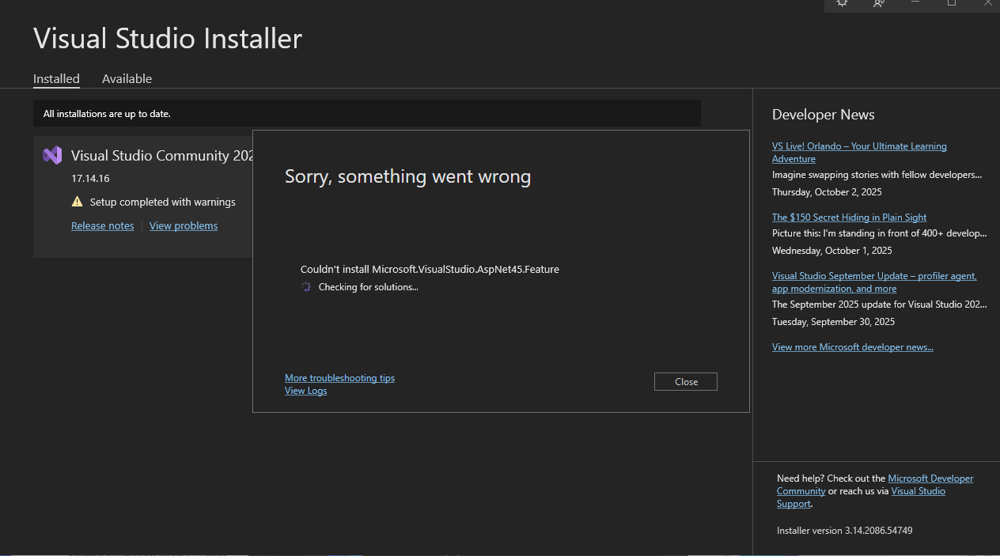 Visual Studio Installer
Installed
Available
All installations are up to date.
Visual Studio Community 202
17.14.16
Setup completed with warnings
Release notes
View problems
Sorry, something went wrong
Couldn't install Microsoft.VisualStudio.AspNet45.Feature
Checking for solutions...
More troubleshooting tips
View Logs
Close
Developer News
VS Live! Orlando – Your Ultimate Learning
Adventure
Imagine swapping stories with fellow developers...
Thursday, October 2, 2025
The $150 Secret Hiding in Plain Sight
Picture this: I'm standing in front of 400+ develop...
Wednesday, October 1, 2025
Visual Studio September Update – profiler agent,
app modernization, and more
The September 2025 update for Visual Studio 202...
Tuesday, September 30, 2025
View more Microsoft developer news...
Need help? Check out the Microsoft Developer
Community or reach us via Visual Studio
Support.
Installer version 3.14.2086.54749